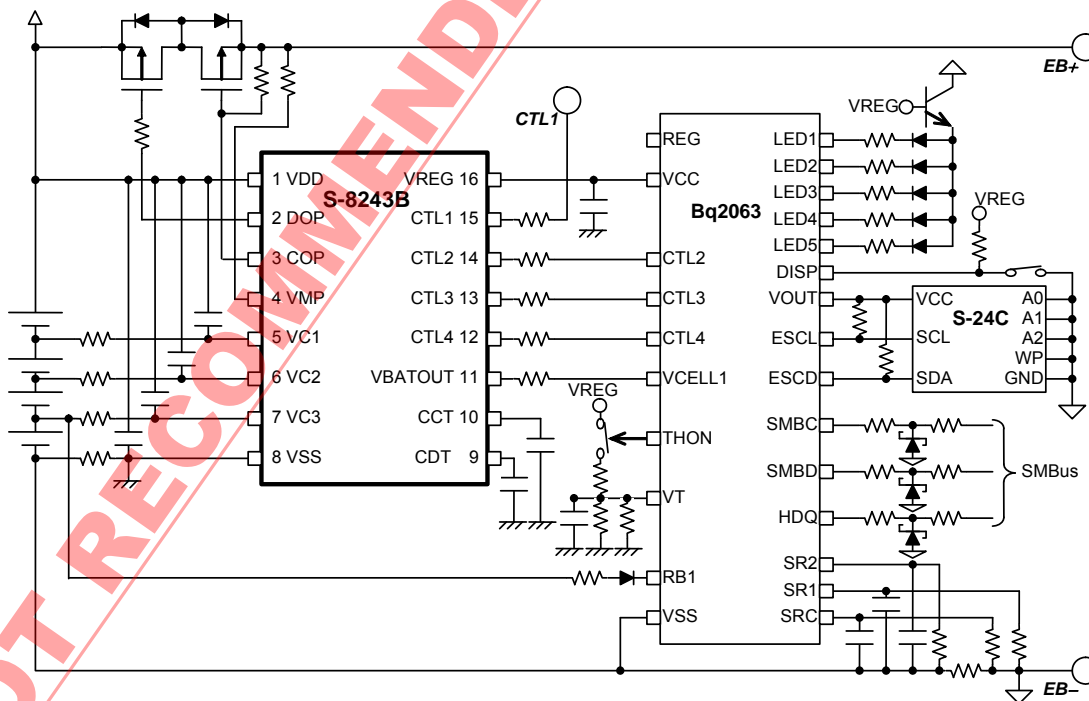 EB+
CTL1
VREG
REG
LED1
VCC
LED2
LED3
LED4
LED5
VREG
S-8243B
1 VDD
VREG 16
2 DOP
CTL1 15
3 COP
CTL2 14
4 VMP
CTL3 13
5 VC1
CTL4 12
6 VC2
VBATOUT 11
7 VC3
CCT 10
8 VSS
CDT 9
Bq2063
CTL2
DISP
CTL3
VOUT
CTL4
ESCL
VCELL1
ESCD
VREG
THON
VT
RB1
VSS
VCC
A0
S-24C
A1
SCL
A2
WP
SDA
GND
SMBC
SMBD
HDQ
SMBus
SR2
SR1
SRC
EB–
OT RECOMMENDE